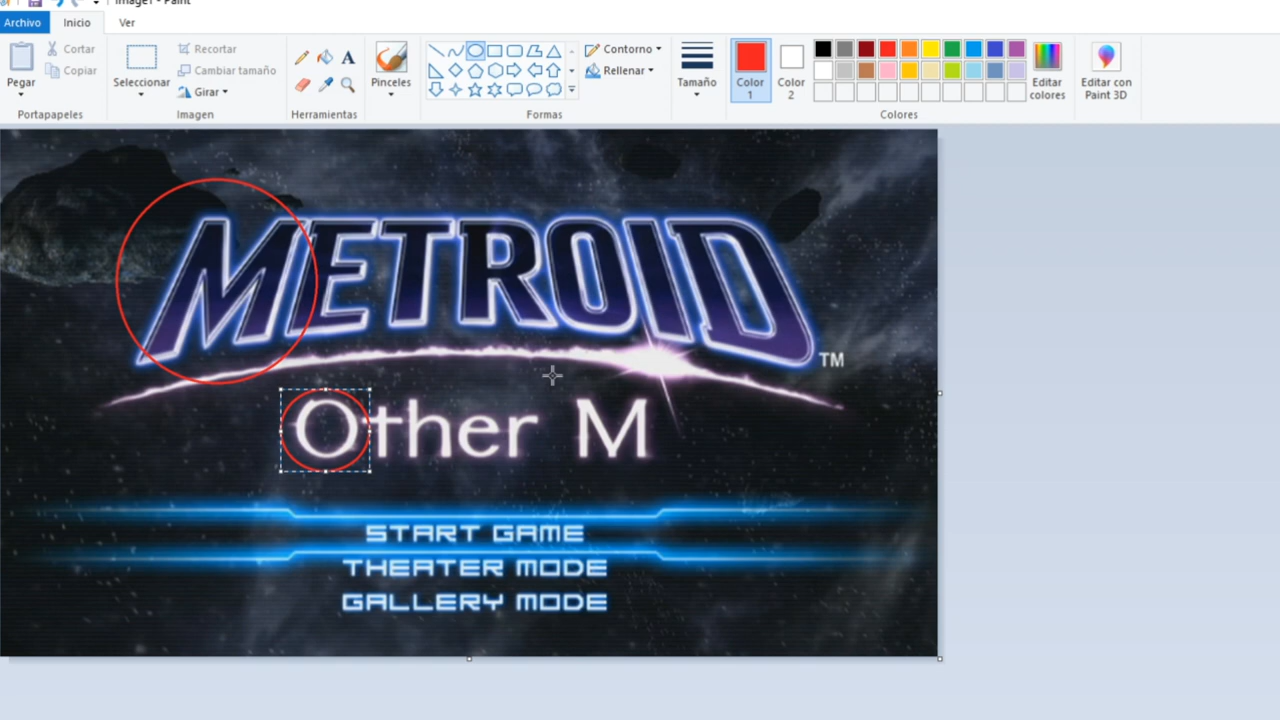 Image1 - Paint
Archivo Inicio Ver
Pegar
Cortar
Copiar
Portapapeles
Seleccionar
Recortar
Cambiar tamaño
Girar
Imagen
A
Herramientas
Pinceles
Contorno
Rellenar
Formas
Tamaño
Color
1
Color
2
Editar
colores
Colores
Editar con
Paint 3D
METROID TM
Other M
START GAME
THEATER MODE
GALLERY MODE